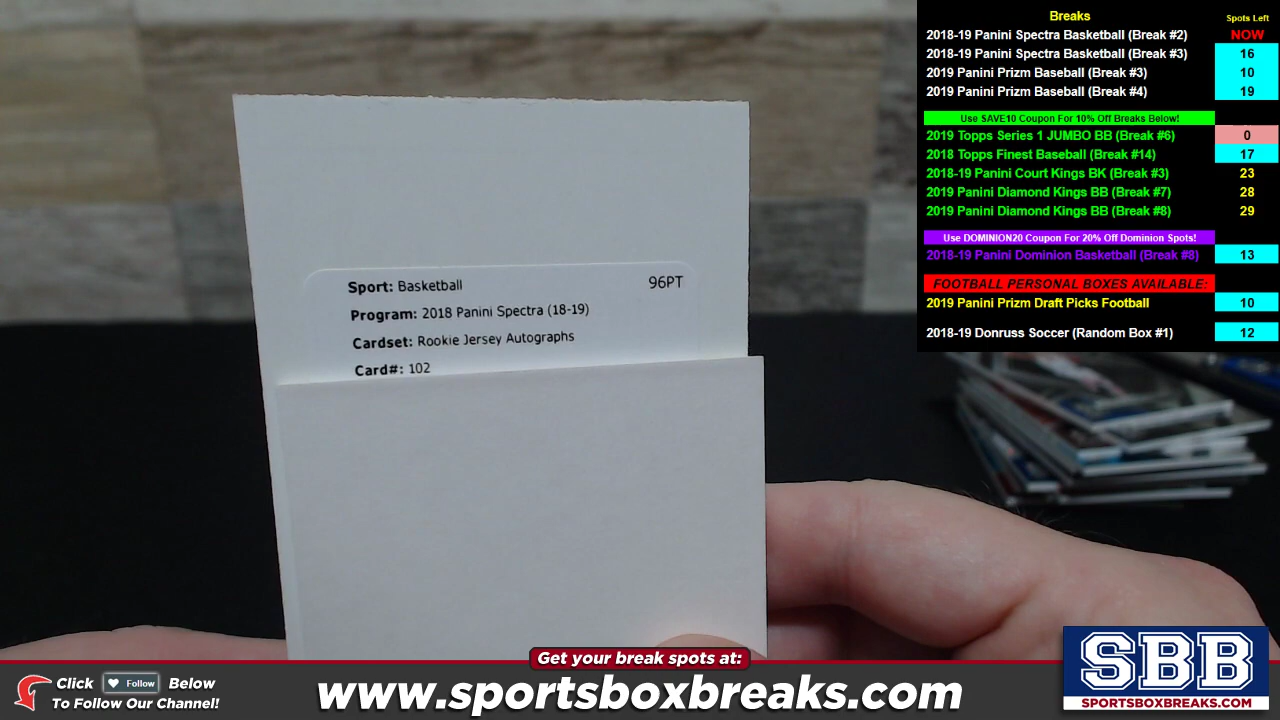 Sport: Basketball
96PT
Program: 2018 Panini Spectra (18-19)
Cardset: Rookie Jersey Autographs
Card#: 102
Breaks
Spots Left
2018-19 Panini Spectra Basketball (Break #2) NOW
2018-19 Panini Spectra Basketball (Break #3) 16
2019 Panini Prizm Baseball (Break #3) 10
2019 Panini Prizm Baseball (Break #4) 19
Use SAVE10 Coupon For 10% Off Breaks Below!
2019 Topps Series 1 JUMBO BB (Break #6) 0
2018 Topps Finest Baseball (Break #14) 17
2018-19 Panini Court Kings BK (Break #3) 23
2019 Panini Diamond Kings BB (Break #7) 28
2019 Panini Diamond Kings BB (Break #8) 29
Use DOMINION20 Coupon For 20% Off Dominion Spots!
2018-19 Panini Dominion Basketball (Break #8) 13
FOOTBALL PERSONAL BOXES AVAILABLE:
2019 Panini Prizm Draft Picks Football 10
2018-19 Donruss Soccer (Random Box #1) 12
Get your break spots at:
www.sportsboxbreaks.com
Click Follow Below
To Follow Our Channel!
SBB
SPORTSBOXBREAKS.COM